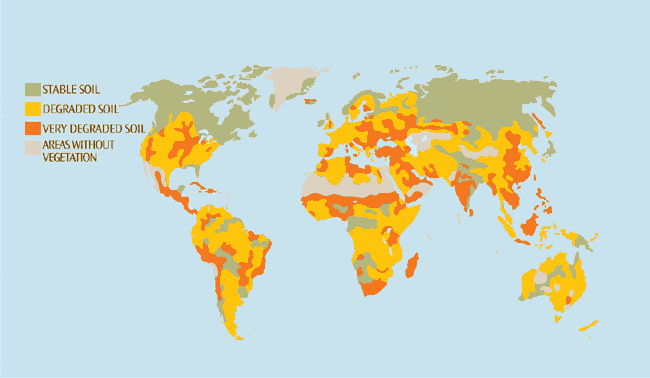 STABLE SOIL
DEGRADED SOIL
VERY DEGRADED SOIL
AREAS WITHOUT
VEGETATION